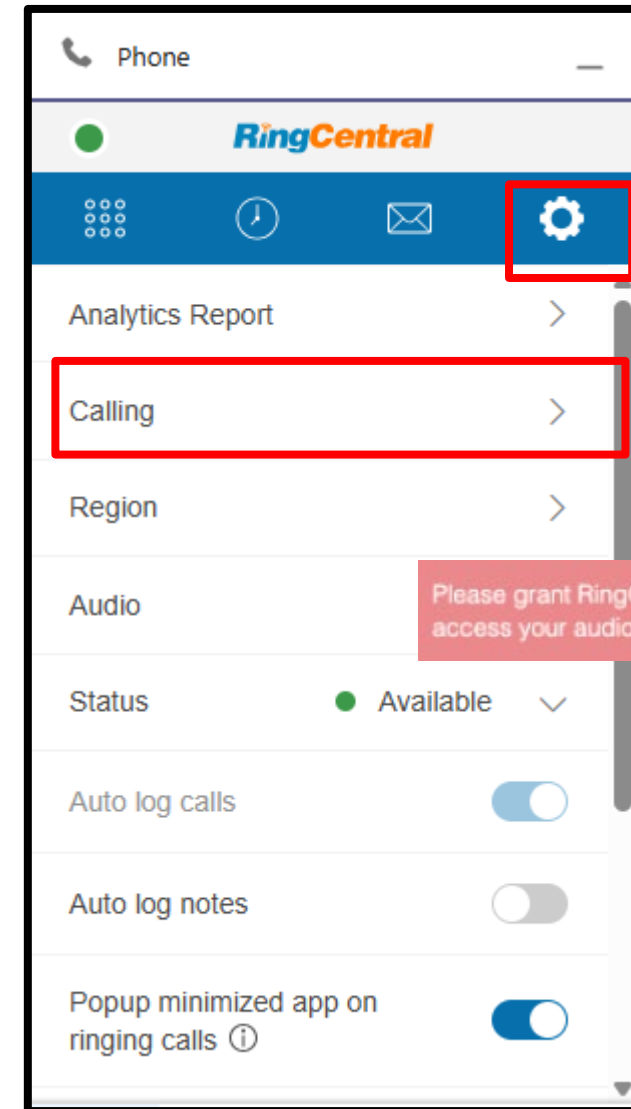 Phone
RingCentral
Analytics Report
Calling
Region
Audio
Please grant Ring
access your audio
Status Available
Auto log calls
Auto log notes
Popup minimized app on
ringing calls